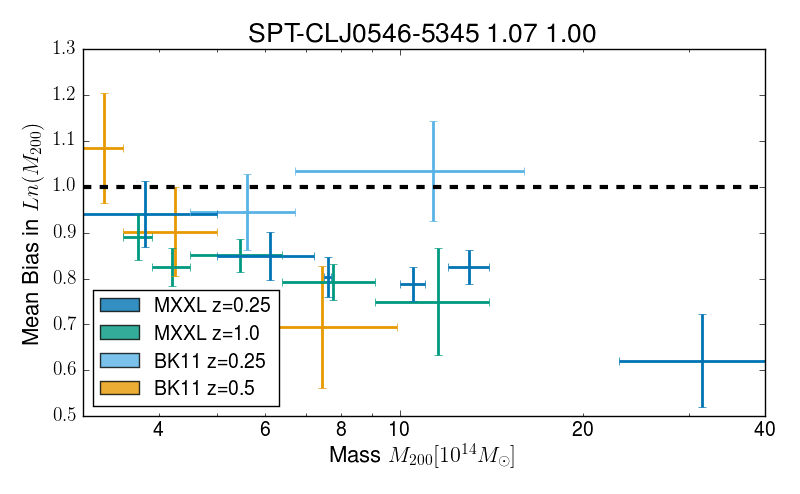 SPT-CLJ0546-5345 1.07 1.00
Mean Bias in Ln(M₂₀₀)
1.3
1.2
1.1
1.0
0.9
0.8
0.7
0.6
0.5
MXXL z=0.25
MXXL z=1.0
BK11 z=0.25
BK11 z=0.5
4 6 8 10 20 40
Mass M₂₀₀[10¹⁴M☉]